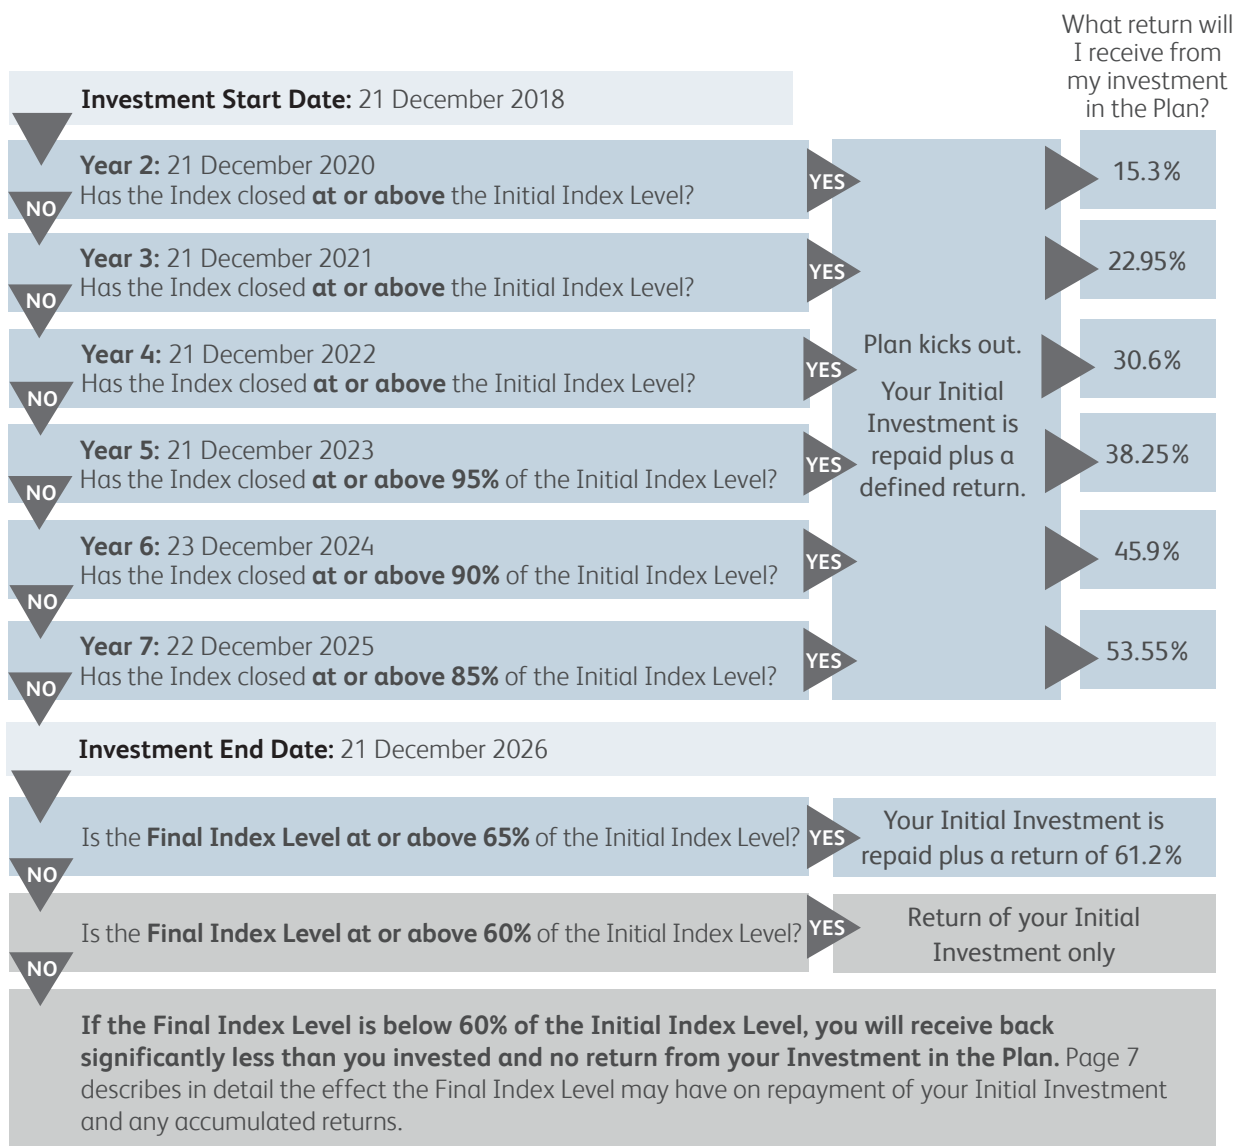 What return will
I receive from
my investment
in the Plan?
Investment Start Date: 21 December 2018
Year 2: 21 December 2020
Has the Index closed at or above the Initial Index Level?
YES
15.3%
NO
Year 3: 21 December 2021
Has the Index closed at or above the Initial Index Level?
YES
22.95%
NO
Year 4: 21 December 2022
Has the Index closed at or above the Initial Index Level?
YES
30.6%
NO
Plan kicks out.
Your Initial
Investment is
repaid plus a
defined return.
Year 5: 21 December 2023
Has the Index closed at or above 95% of the Initial Index Level?
YES
38.25%
NO
Year 6: 23 December 2024
Has the Index closed at or above 90% of the Initial Index Level?
YES
45.9%
NO
Year 7: 22 December 2025
Has the Index closed at or above 85% of the Initial Index Level?
YES
53.55%
NO
Investment End Date: 21 December 2026
Is the Final Index Level at or above 65% of the Initial Index Level?
YES
Your Initial Investment is
repaid plus a return of 61.2%
NO
Is the Final Index Level at or above 60% of the Initial Index Level?
YES
Return of your Initial
Investment only
NO
If the Final Index Level is below 60% of the Initial Index Level, you will receive back
significantly less than you invested and no return from your Investment in the Plan. Page 7
describes in detail the effect the Final Index Level may have on repayment of your Initial Investment
and any accumulated returns.